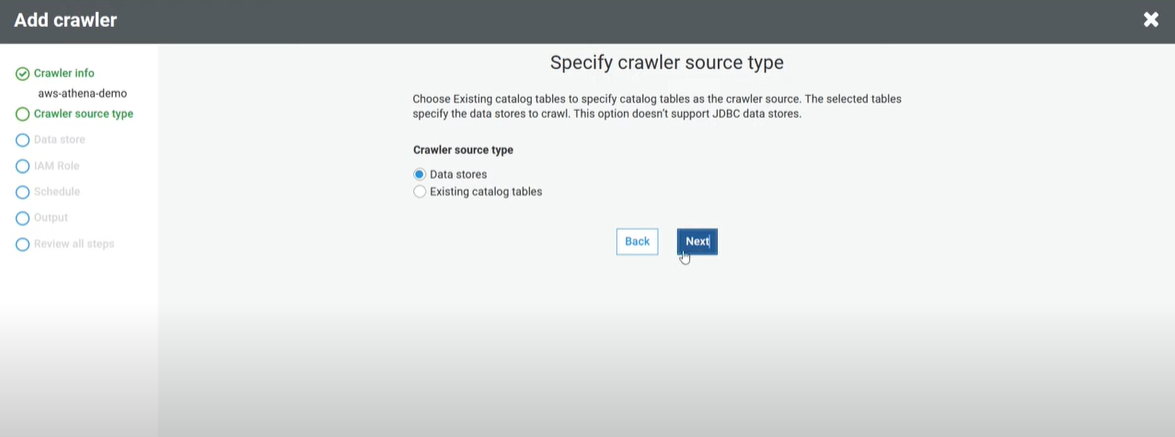 Add crawler
Crawler info
aws-athena-demo
Crawler source type
Data store
IAM Role
Schedule
Output
Review all steps
Specify crawler source type
Choose Existing catalog tables to specify catalog tables as the crawler source. The selected tables
specify the data stores to crawl. This option doesn't support JDBC data stores.
Crawler source type
Data stores
Existing catalog tables
Back
Next